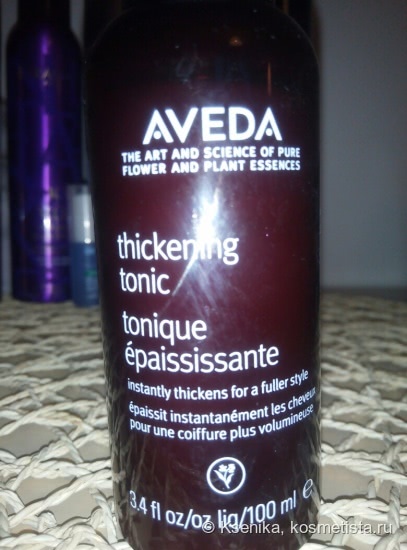 AVEDA
THE ART AND SCIENCE OF PURE
FLOWER AND PLANT ESSENCES
thickening
tonic
tonique
épaississante
instantly thickens for a fuller style
épaissit instantanément les cheveux
pour une coiffure plus volumineuse
3.4 fl oz/oz liq/100 ml e
© Ksenika, kosmetista.ru